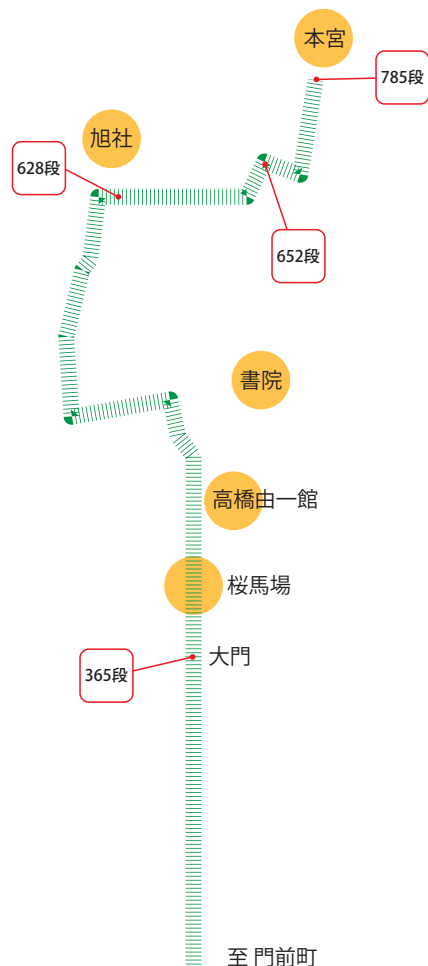 本宮
785段
旭社
628段
652段
書院
高橋由一館
桜馬場
大門
365段
至 門前町